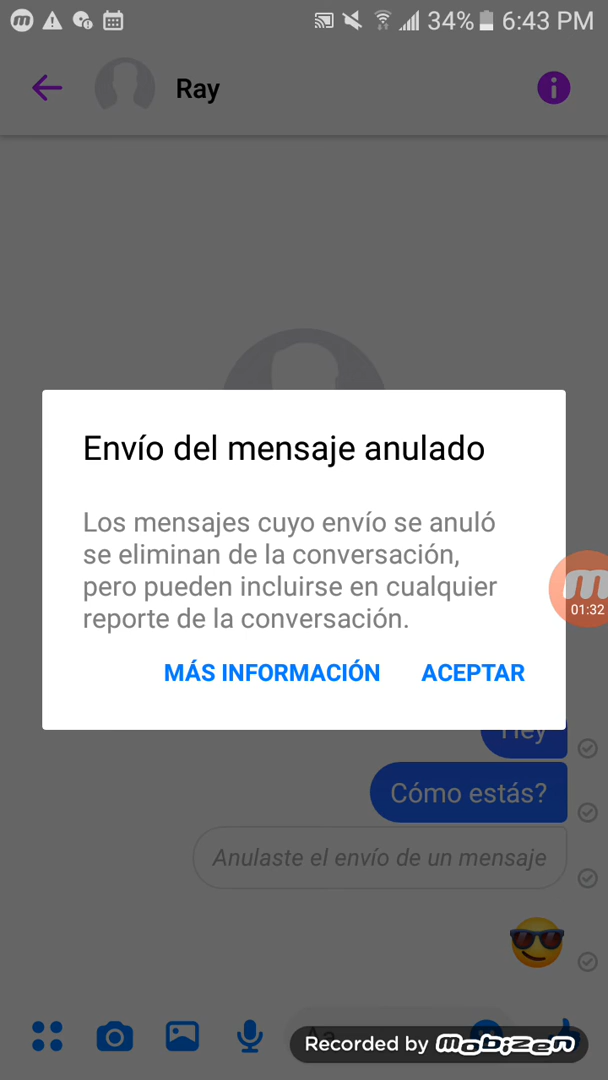 34% 6:43 PM
Ray
Envío del mensaje anulado
Los mensajes cuyo envío se anuló
se eliminan de la conversación,
pero pueden incluirse en cualquier
reporte de la conversación.
01:32
MÁS INFORMACIÓN ACEPTAR
Hey
Cómo estás?
Anulaste el envío de un mensaje
Aa
Recorded by mobizen